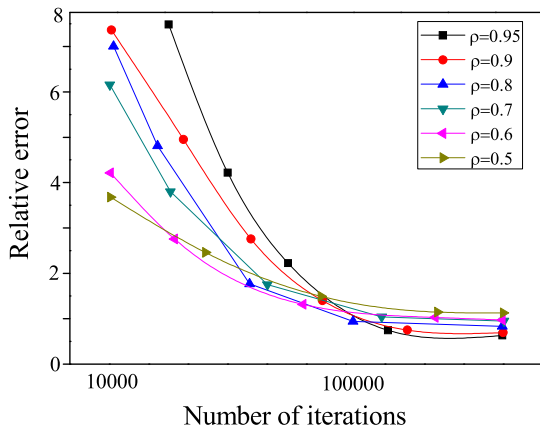 8
6
4
2
0
10000
100000
Relative error
Number of iterations
ρ=0.95
ρ=0.9
ρ=0.8
ρ=0.7
ρ=0.6
ρ=0.5